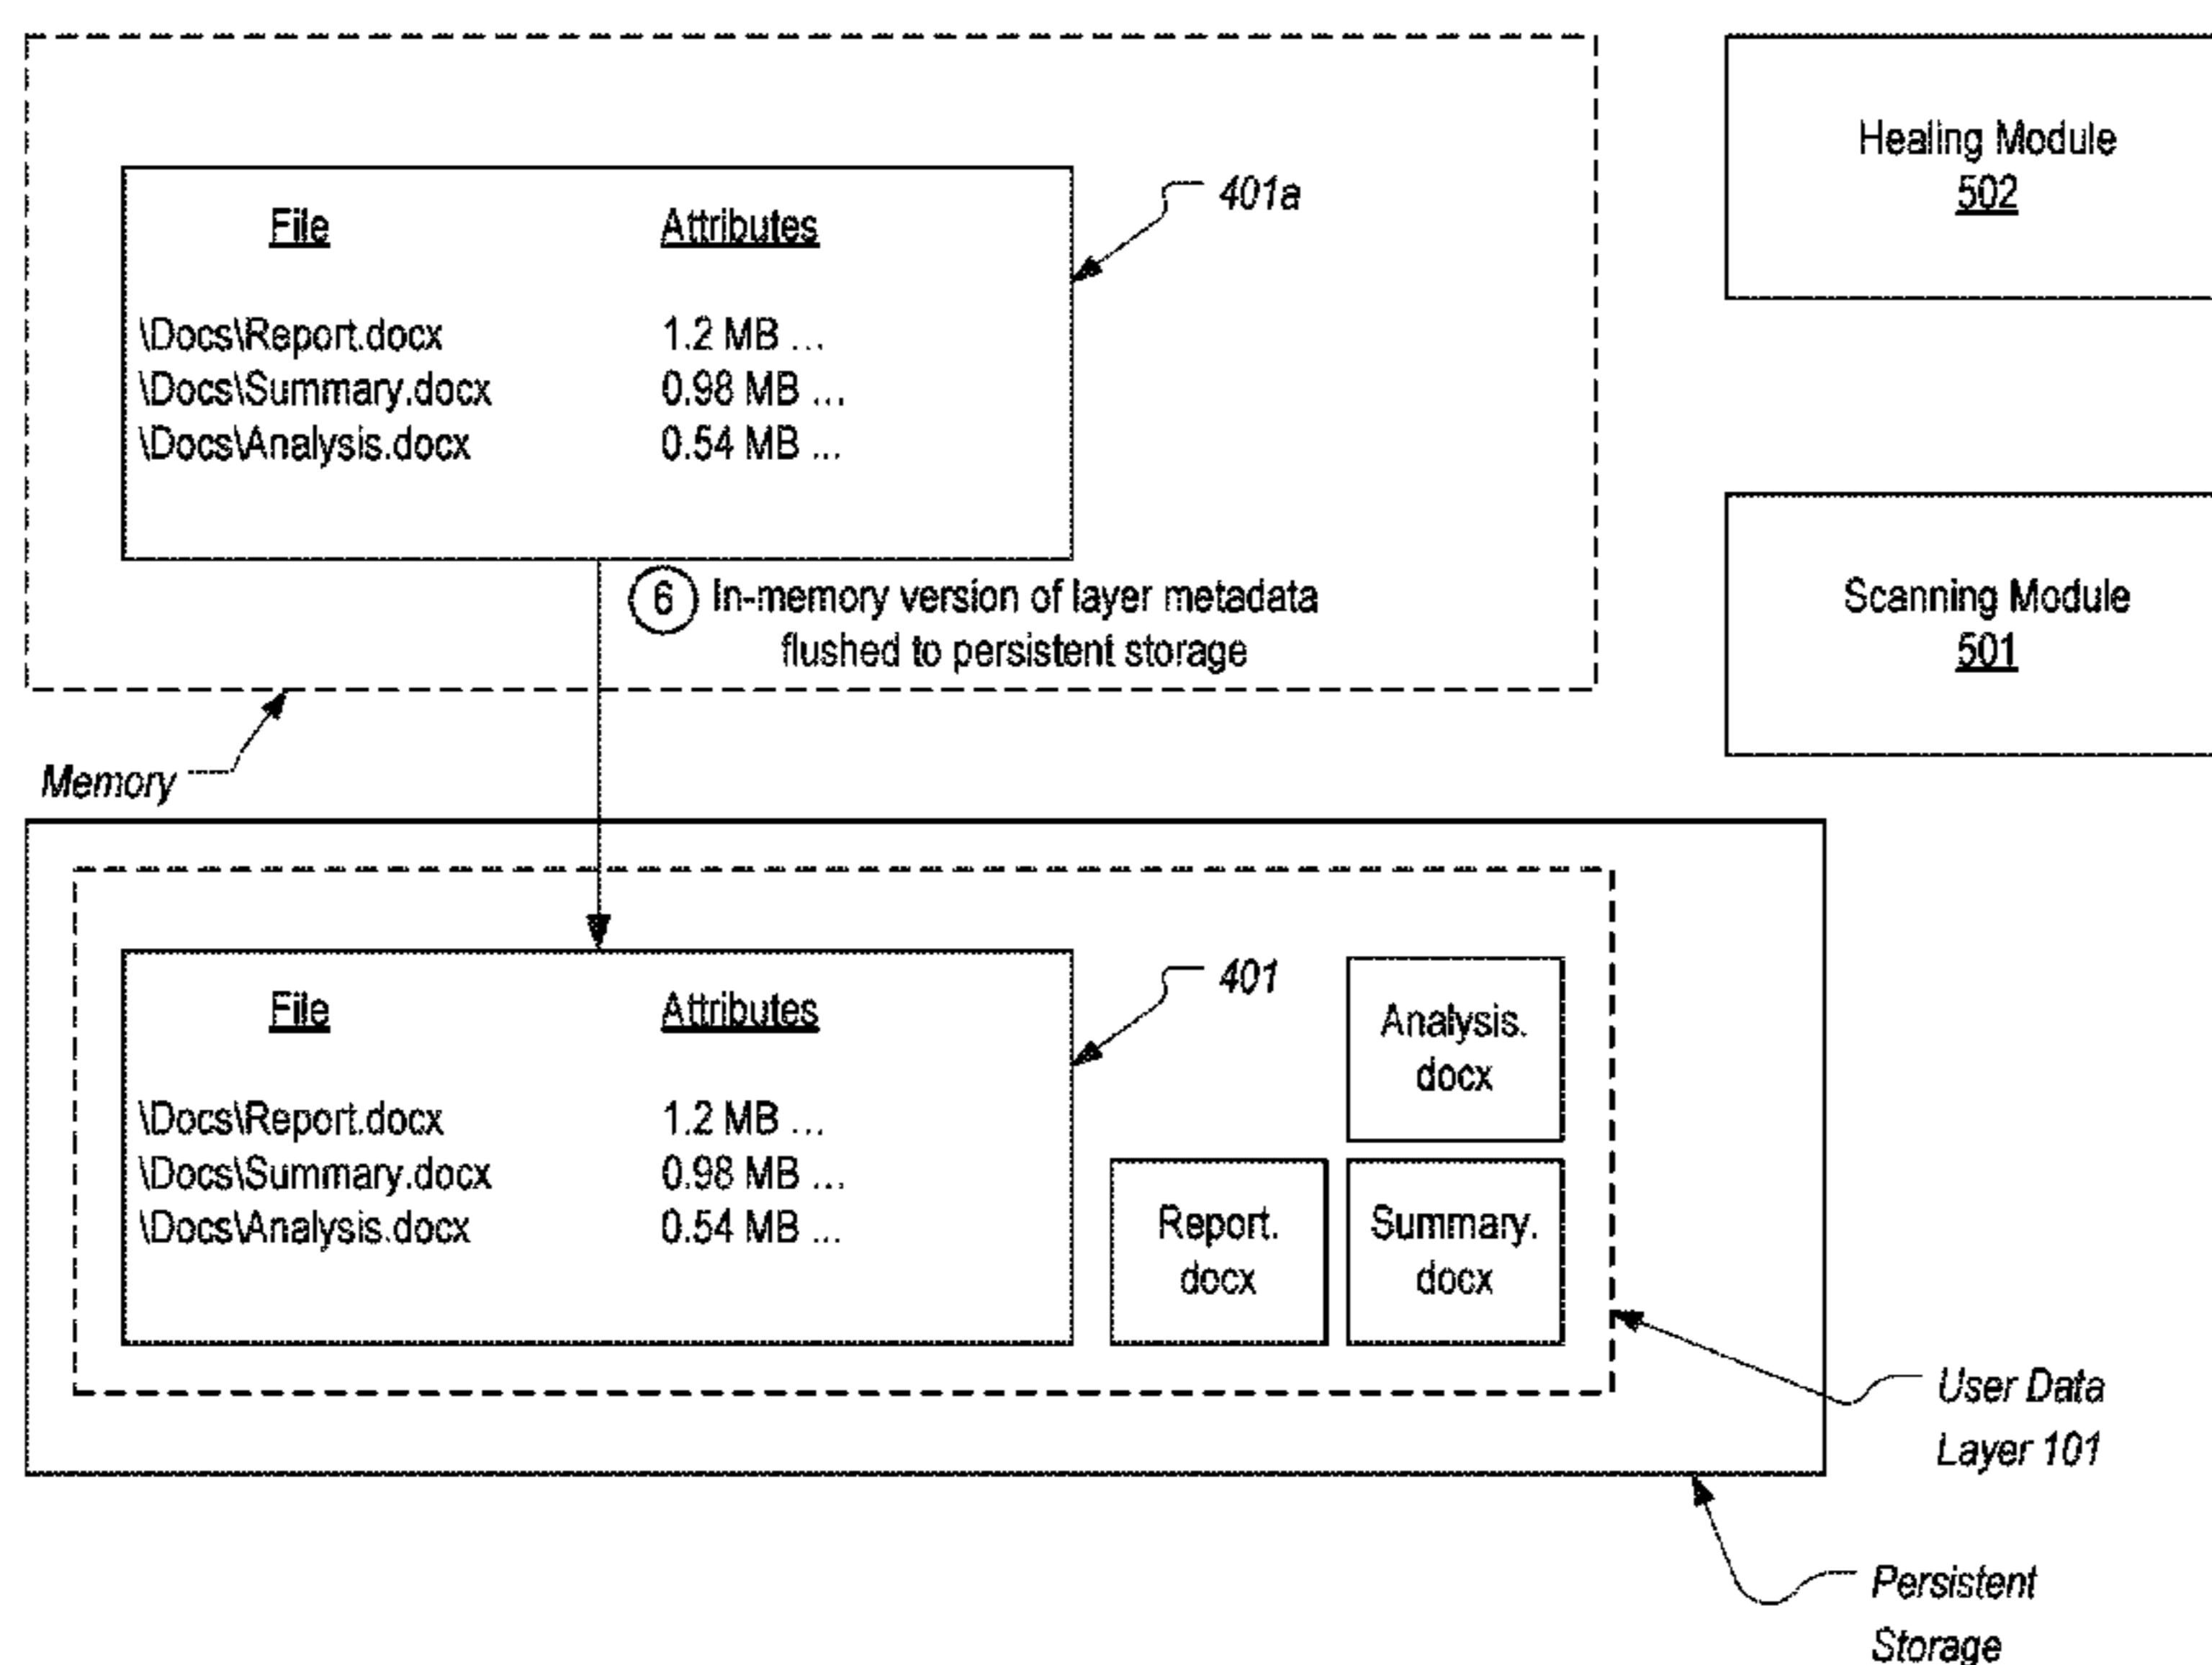 Healing Module
502
401a
File Attributes
\Docs\Report.docx 1.2 MB ...
\Docs\Summary.docx 0.98 MB ...
\Docs\Analysis.docx 0.54 MB ...
6 In-memory version of layer metadata
flushed to persistent storage
Scanning Module
501
Memory
401
File Attributes
\Docs\Report.docx 1.2 MB ...
\Docs\Summary.docx 0.98 MB ...
\Docs\Analysis.docx 0.54 MB ...
Analysis.
docx
Report.
docx
Summary.
docx
User Data
Layer 101
Persistent
Storage